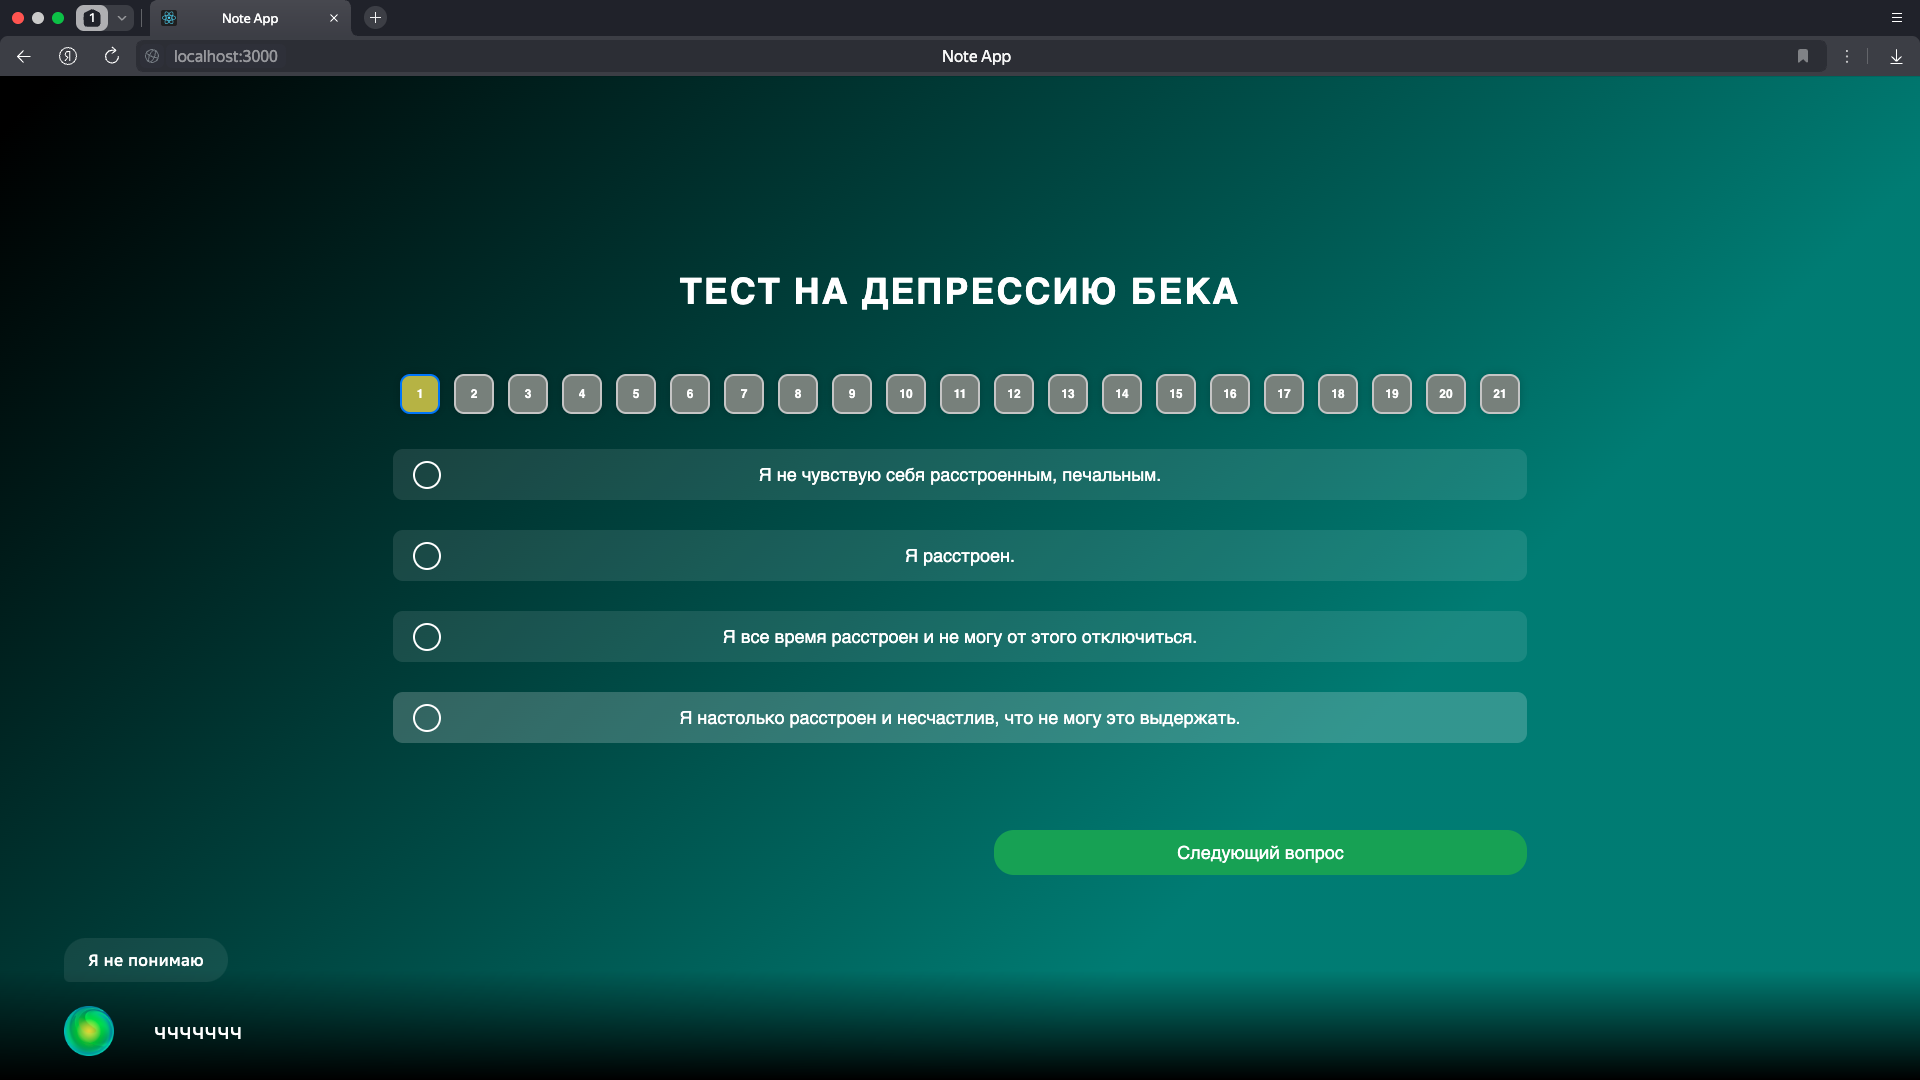 1
Note App
localhost:3000
Note App
ТЕСТ НА ДЕПРЕССИЮ БЕКА
1 2 3 4 5 6 7 8 9 10 11 12 13 14 15 16 17 18 19 20 21
Я не чувствую себя расстроенным, печальным.
Я расстроен.
Я все время расстроен и не могу от этого отключиться.
Я настолько расстроен и несчастлив, что не могу это выдержать.
Следующий вопрос
Я не понимаю
ччччччч